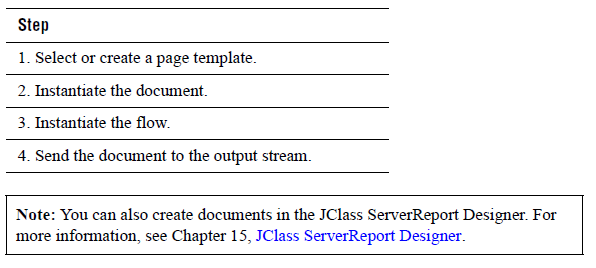 Step
1. Select or create a page template.
2. Instantiate the document.
3. Instantiate the flow.
4. Send the document to the output stream.
Note: You can also create documents in the JClass ServerReport Designer. For
more information, see Chapter 15, JClass ServerReport Designer.